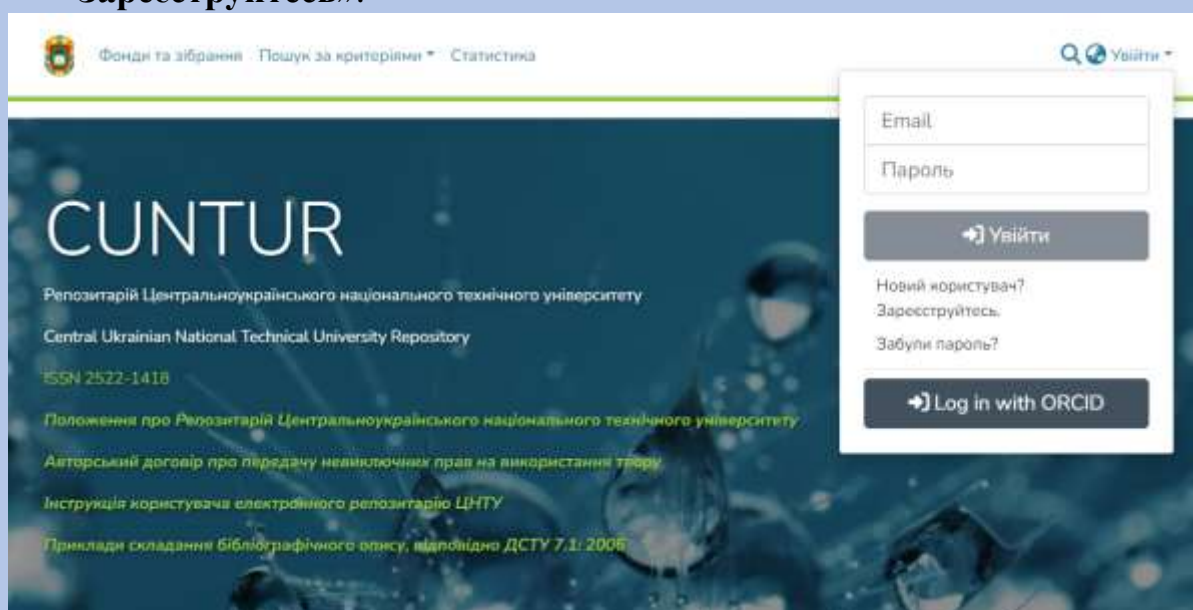 Зареєструйтесь».
Фонди та зібрання Пошук за критеріями Статистика Увійти
Email
Пароль
Увійти
Новий користувач?
Зареєструйтесь.
Забули пароль?
Log in with ORCID
CUNTUR
Репозитарій Центральноукраїнського національного технічного університету
Central Ukrainian National Technical University Repository
ISSN 2522-1418
Положення про Репозитарій Центральноукраїнського національного технічного університету
Авторський договір про передачу невиключних прав на використання твору
Інструкція користувача електронного репозитарію ЦНТУ
Приклади складання бібліографічного опису, відповідно ДСТУ 7.1: 2006